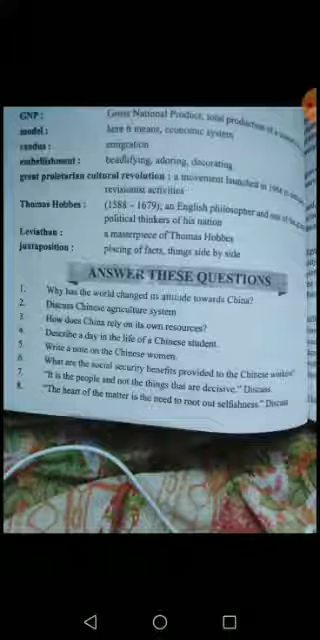 GNP : Gross National Product, total production of a
model : here it means, economic system
exodus : emigration
embellishment : beadifying, adoring, decorating
great proletarian cultural revolution : a movement launched in 1966 to
revisionist activities
Thomas Hobbes : (1588 - 1679); an English philosopher and one of the
political thinkers of his nation
Leviathan : a masterpiece of Thomas Hobbes
juxtaposition : placing of facts, things side by side
ANSWER THESE QUESTIONS
1. Why has the world changed its attitude towards China?
2. Discuss Chinese agriculture system
3. How does China rely on its own resources?
4. Describe a day in the life of a Chinese student.
5. Write a note on the Chinese women.
6. What are the social security benefits provided to the Chinese worker?
7. "It is the people and not the things that are decisive." Discuss.
8. "The heart of the matter is the need to root out selfishness." Discuss